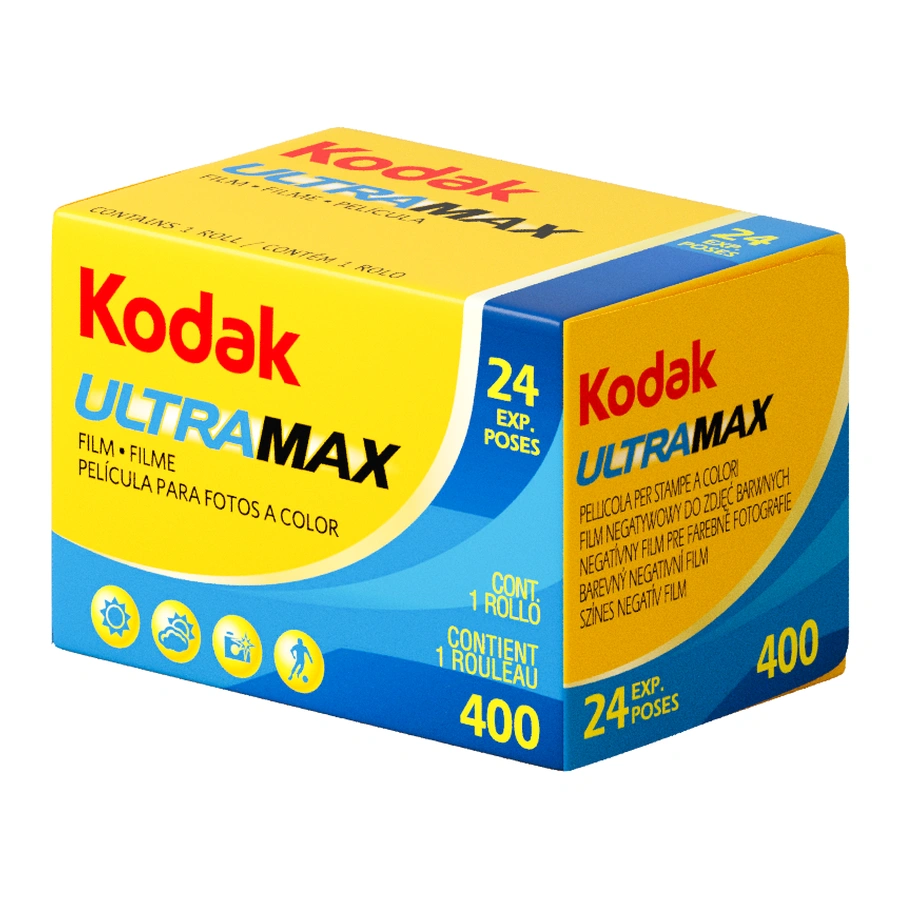 Kodak
ULTRAMAX
FILM • FILME • PELÍCULA
CONTAINS 1 ROLL / CONTÉM 1 ROLO
24
EXP.
POSES
Kodak
ULTRAMAX
FILM • FILME
PELÍCULA PARA FOTOS A COLOR
24
EXP.
POSES
CONT.
1 ROLLO
CONTIENT
1 ROULEAU
400
Kodak
ULTRAMAX
PELLICOLA PER STAMPE A COLORI
FILM NEGATYWOWY DO ZDJĘĆ BARWNYCH
NEGATÍVNY FILM PRE FAREBNÉ FOTOGRAFIE
BAREVNÝ NEGATIVNÍ FILM
SZÍNES NEGATÍV FILM
400
24 EXP.
POSES